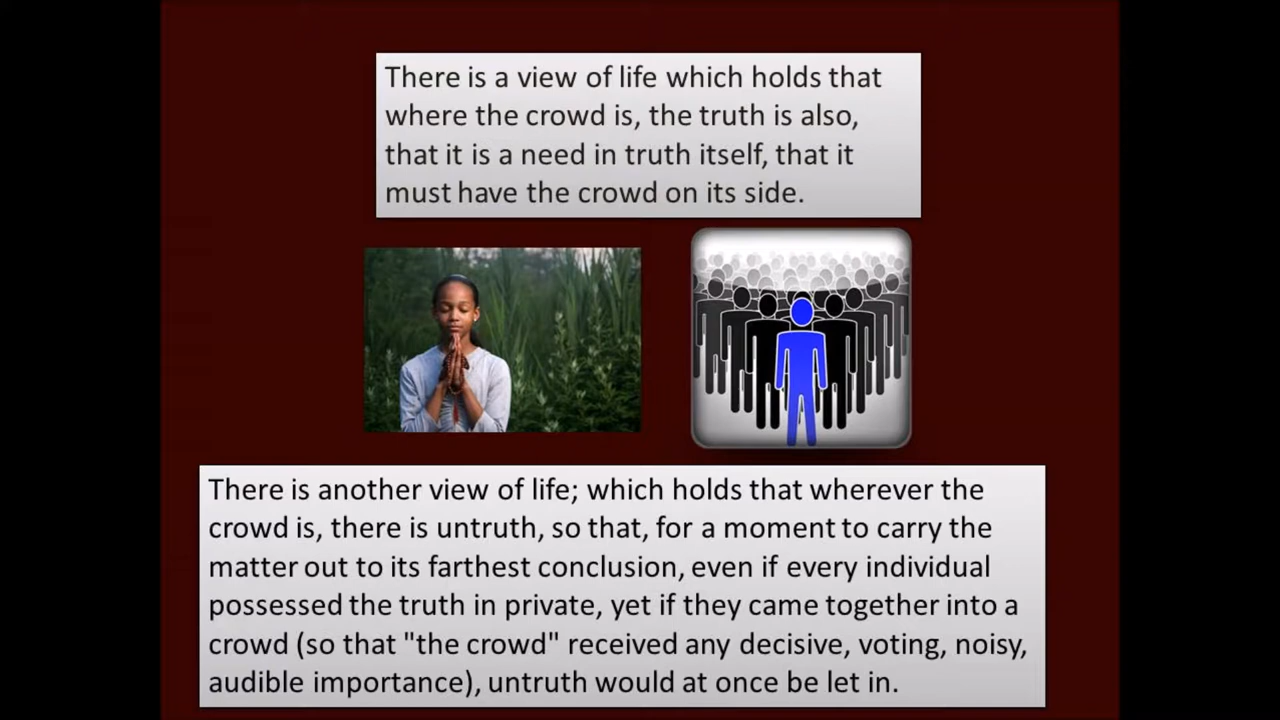 There is a view of life which holds that
where the crowd is, the truth is also,
that it is a need in truth itself, that it
must have the crowd on its side.
There is another view of life; which holds that wherever the
crowd is, there is untruth, so that, for a moment to carry the
matter out to its farthest conclusion, even if every individual
possessed the truth in private, yet if they came together into a
crowd (so that "the crowd" received any decisive, voting, noisy,
audible importance), untruth would at once be let in.